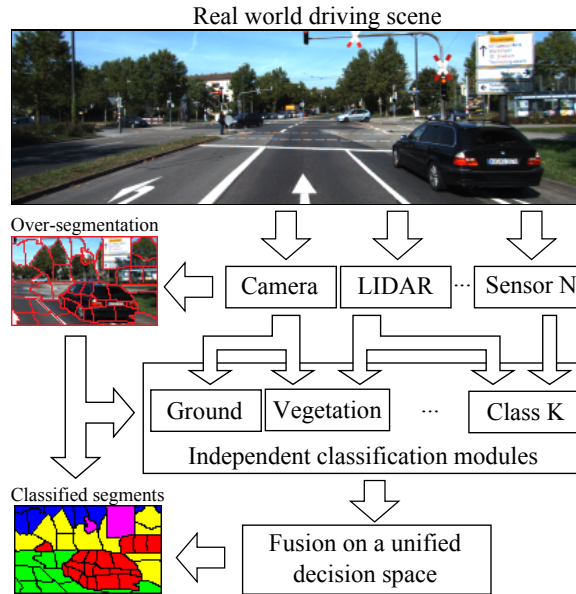 Real world driving scene
Over-segmentation
Camera
LIDAR
...
Sensor N
Ground
Vegetation
...
Class K
Independent classification modules
Classified segments
Fusion on a unified
decision space